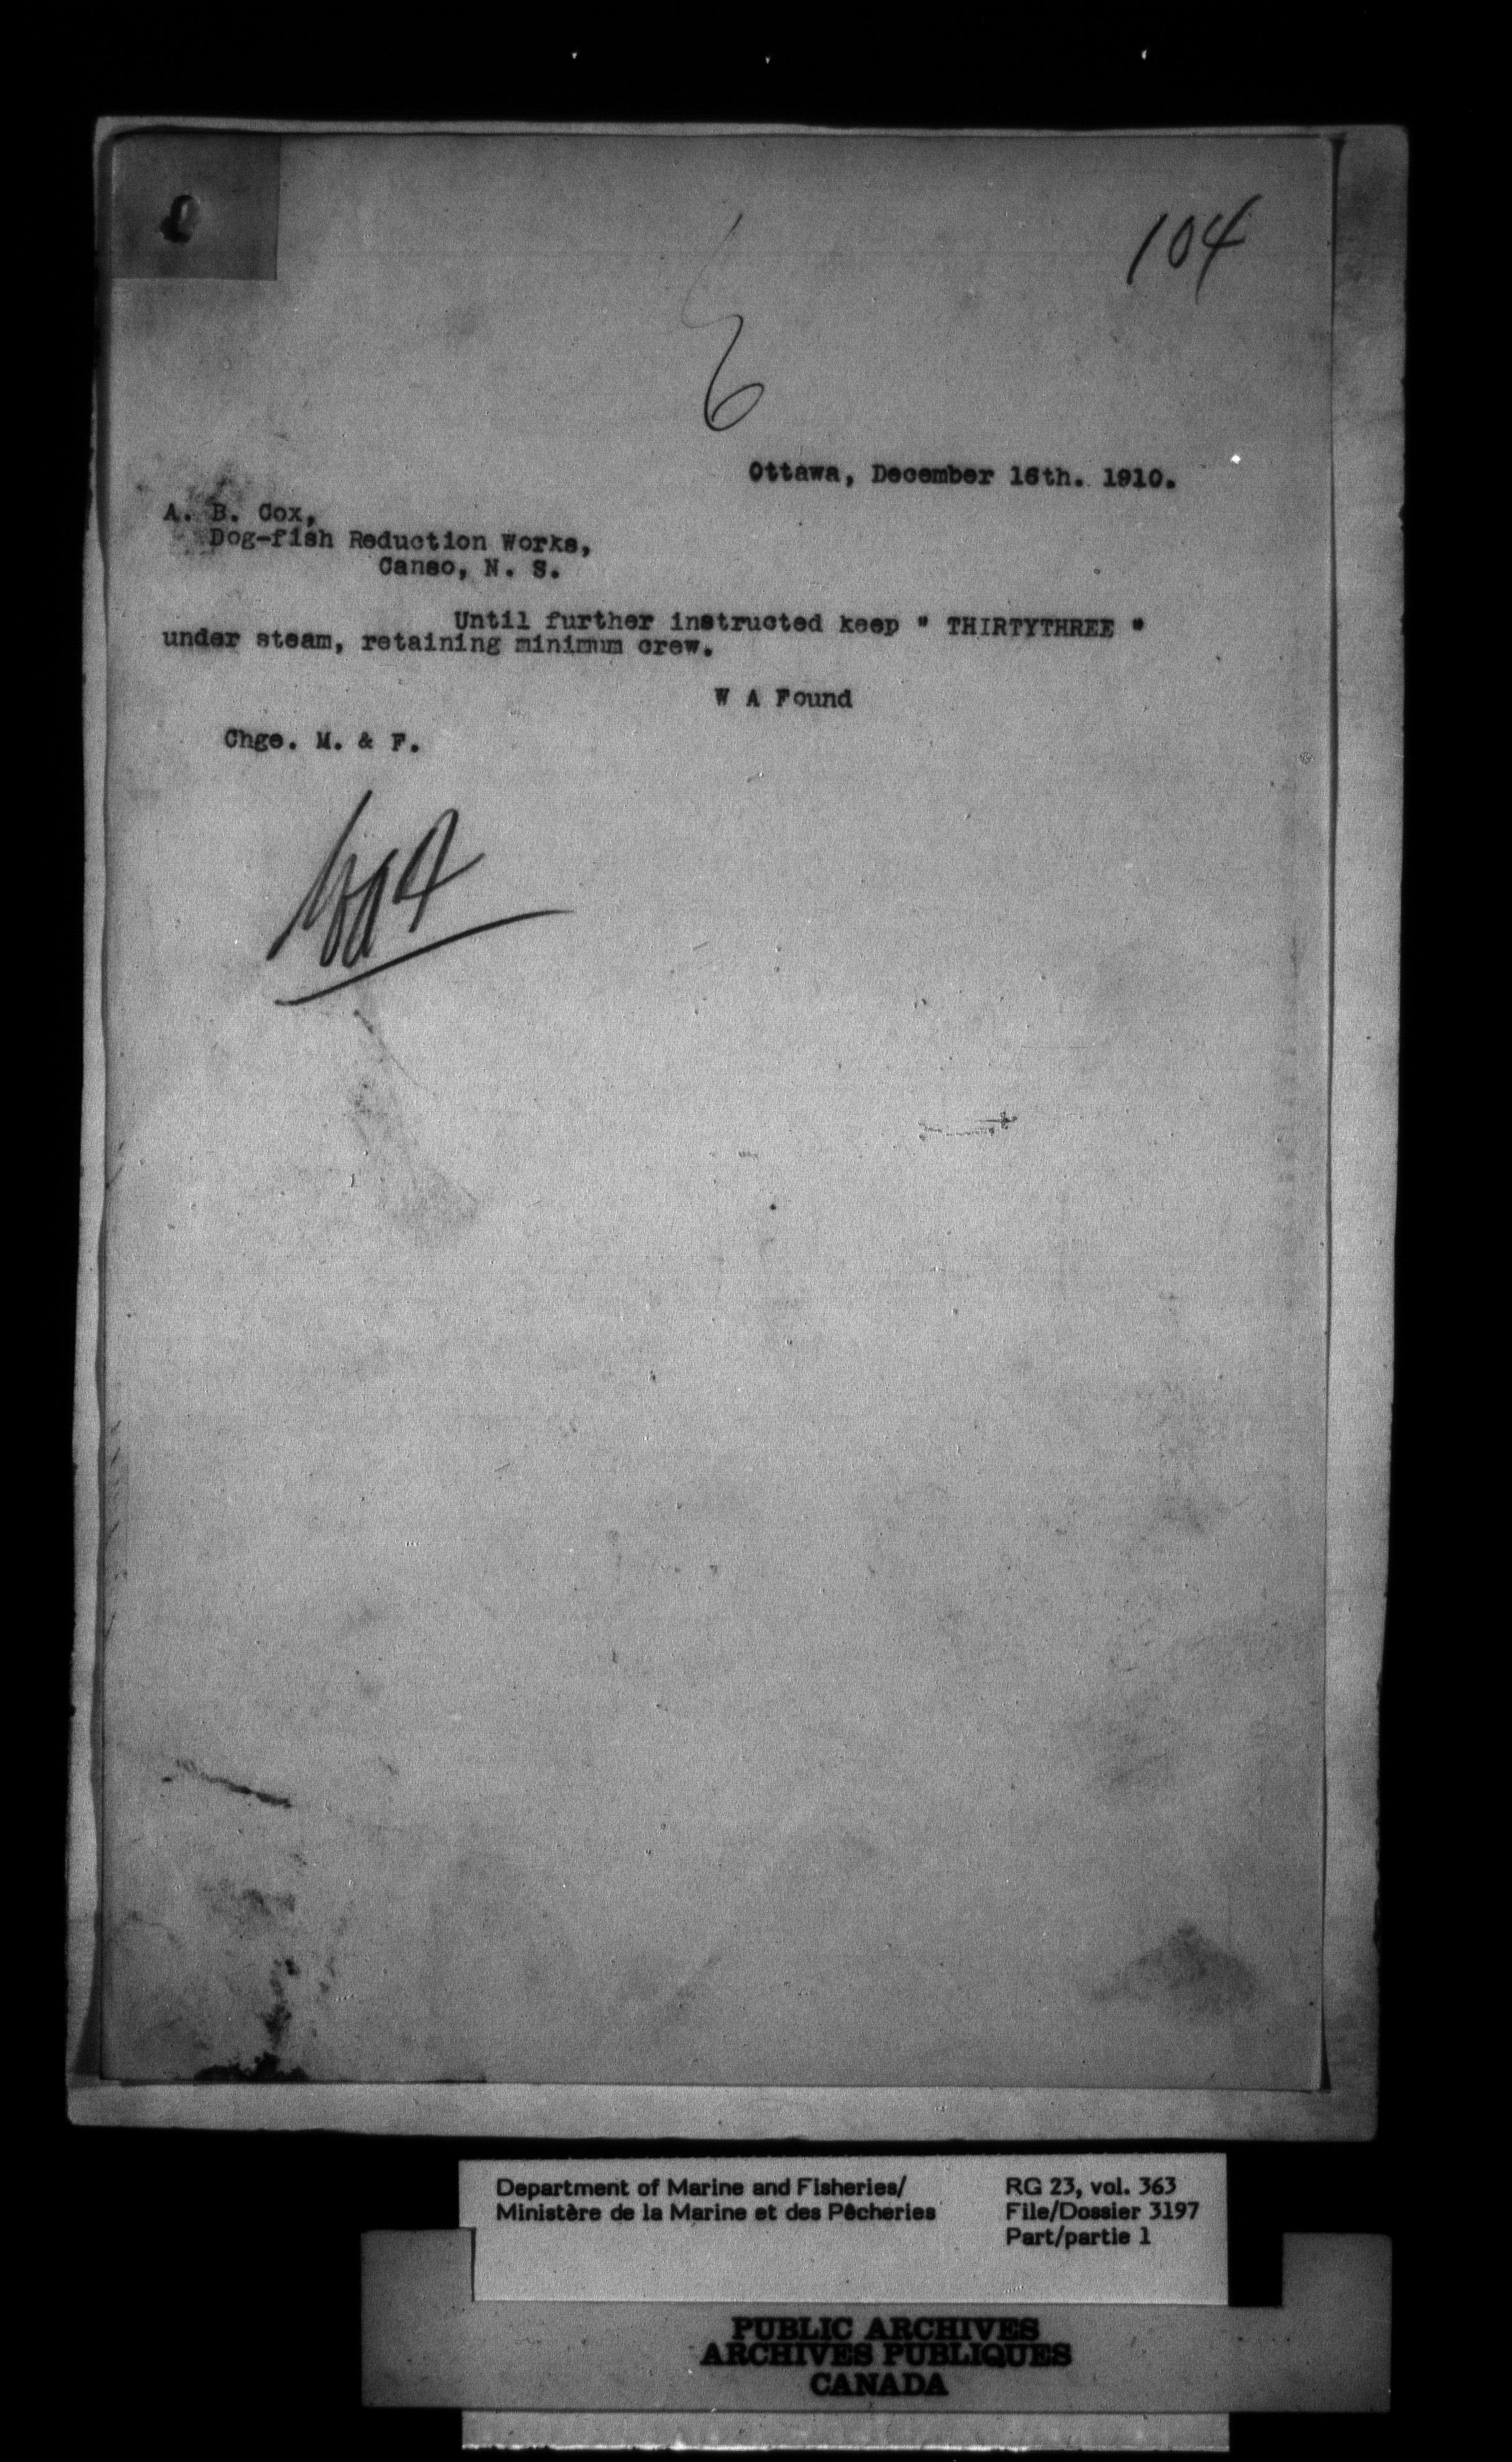 104
6
Ottawa, December 16th. 1910.
A. B. Cox,
Dog-fish Reduction Works,
Canso, N. S.
Until further instructed keep " THIRTYTHREE "
under steam, retaining minimum crew.
W A Found
Chge. M. & F.
WAF
Department of Marine and Fisheries/
Ministère de la Marine et des Pêcheries
RG 23, vol. 363
File/Dossier 3197
Part/partie 1
PUBLIC ARCHIVES
ARCHIVES PUBLIQUES
CANADA